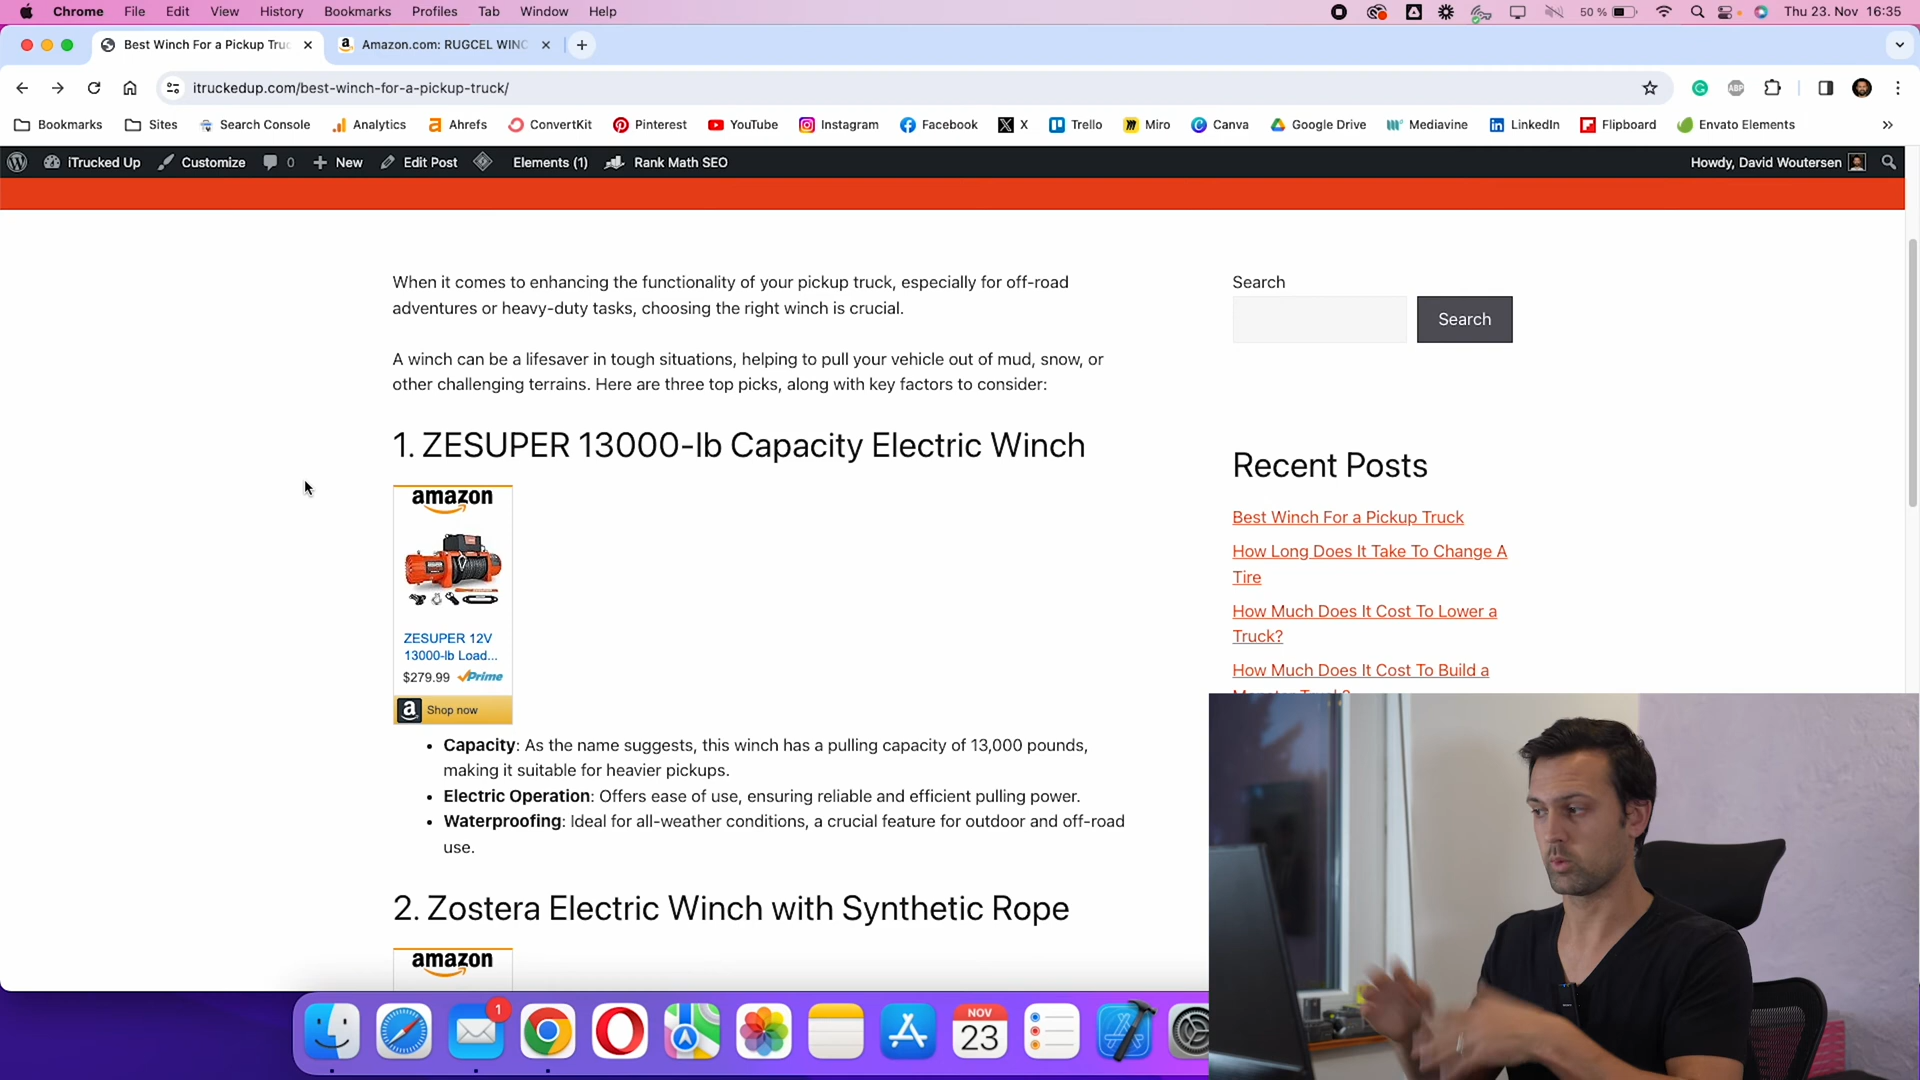 Chrome File Edit View History Bookmarks Profiles Tab Window Help 50 % Thu 23. Nov 16:35
Best Winch For a Pickup Truc Amazon.com: RUGCEL WINC
itruckedup.com/best-winch-for-a-pickup-truck/ ABP
Bookmarks Sites Search Console Analytics Ahrefs ConvertKit Pinterest YouTube Instagram Facebook X Trello Miro Canva Google Drive Mediavine LinkedIn Flipboard Envato Elements
iTrucked Up Customize 0 New Edit Post Elements (1) Rank Math SEO Howdy, David Woutersen
When it comes to enhancing the functionality of your pickup truck, especially for off-road
adventures or heavy-duty tasks, choosing the right winch is crucial.
A winch can be a lifesaver in tough situations, helping to pull your vehicle out of mud, snow, or
other challenging terrains. Here are three top picks, along with key factors to consider:
1. ZESUPER 13000-lb Capacity Electric Winch
amazon
ZESUPER 12V
13000-lb Load...
$279.99 Prime
Shop now
• Capacity: As the name suggests, this winch has a pulling capacity of 13,000 pounds,
making it suitable for heavier pickups.
• Electric Operation: Offers ease of use, ensuring reliable and efficient pulling power.
• Waterproofing: Ideal for all-weather conditions, a crucial feature for outdoor and off-road
use.
2. Zostera Electric Winch with Synthetic Rope
amazon
Search
Search
Recent Posts
Best Winch For a Pickup Truck
How Long Does It Take To Change A
Tire
How Much Does It Cost To Lower a
Truck?
How Much Does It Cost To Build a
1
NOV
23